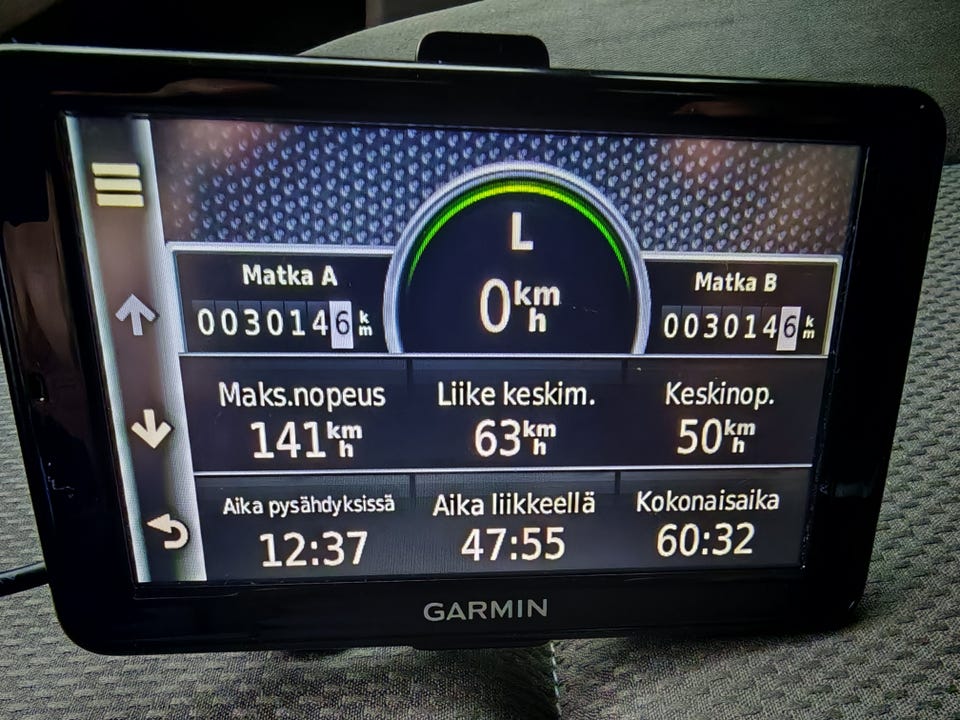 L
0 km/h
Matka A
0030146 km
Matka B
0030146 km
Maks.nopeus
141 km/h
Liike keskim.
63 km/h
Keskinop.
50 km/h
Aika pysähdyksissä
12:37
Aika liikkeellä
47:55
Kokonaisaika
60:32
GARMIN